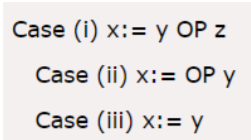 Case (i) x:= y OP z
Case (ii) x:= OP y
Case (iii) x:= y